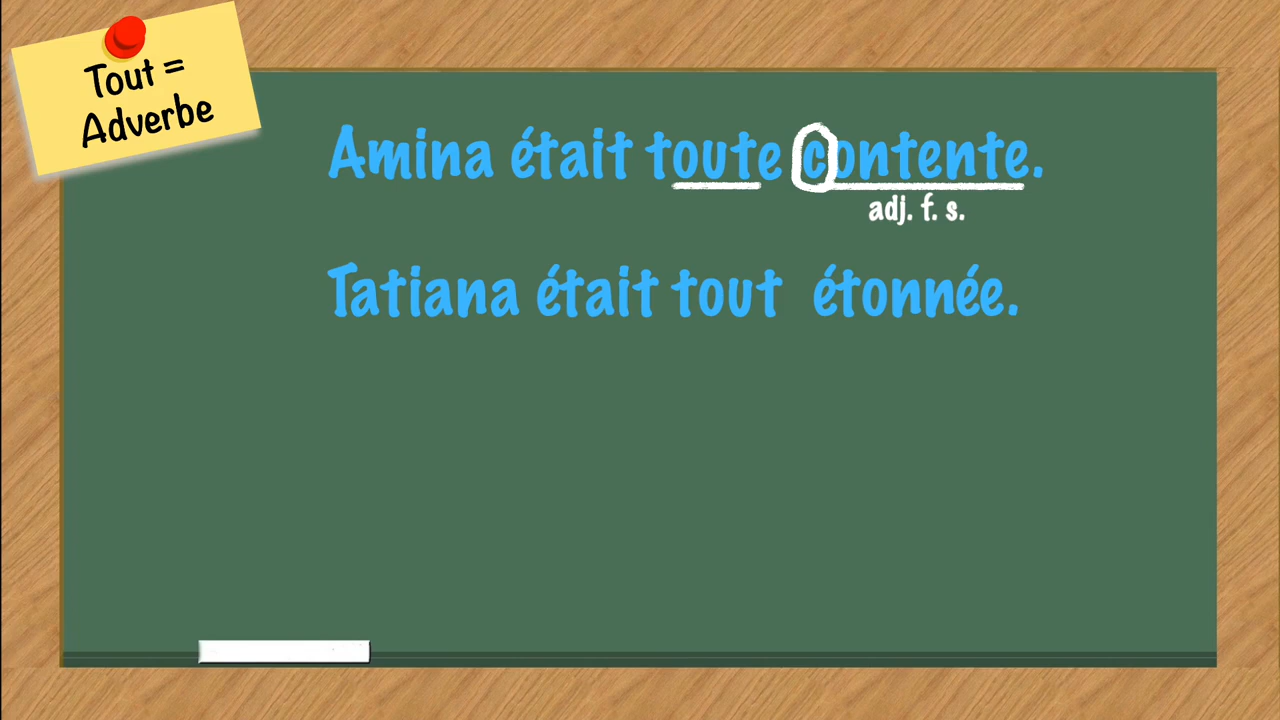 Tout =
Adverbe
Amina était toute contente.
adj. f. s.
Tatiana était tout étonnée.